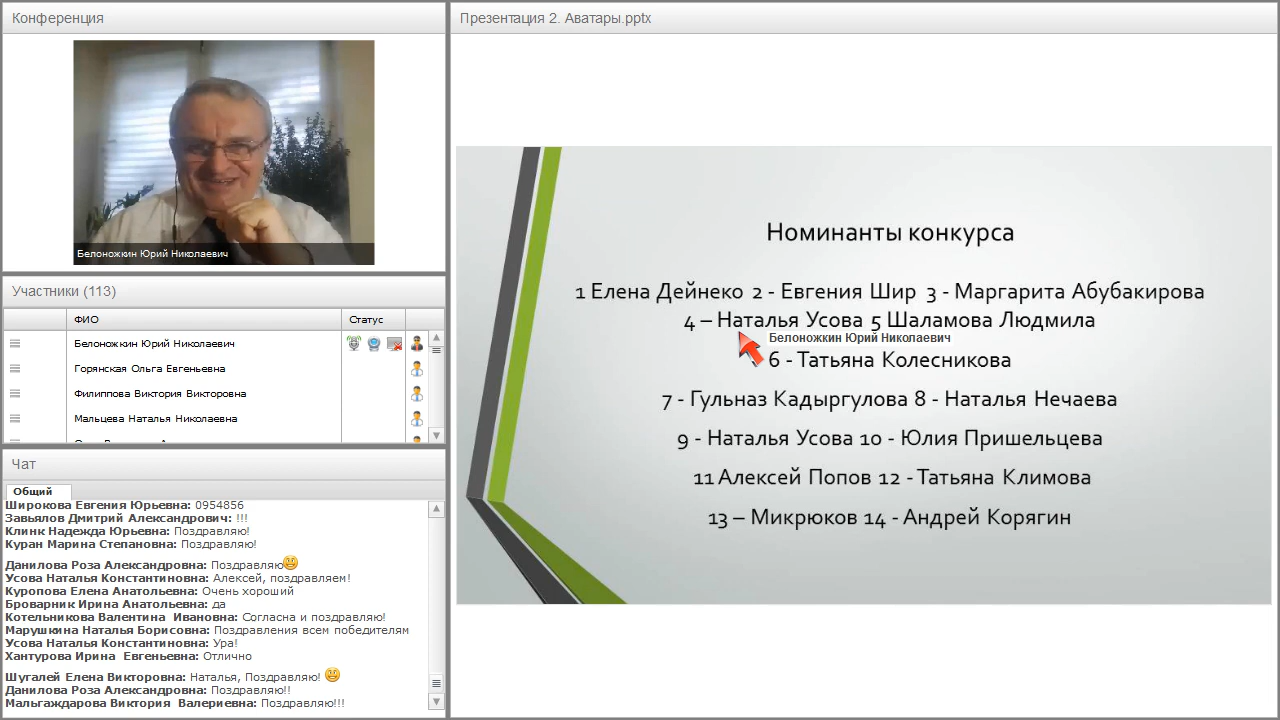 Конференция
Белоножкин Юрий Николаевич
Участники (113)
ФИО Статус
Белоножкин Юрий Николаевич
Горянская Ольга Евгеньевна
Филиппова Виктория Викторовна
Мальцева Наталья Николаевна
Чат
Общий
Широкова Евгения Юрьевна: 0954856
Завьялов Дмитрий Александрович: !!!
Клинк Надежда Юрьевна: Поздравляю!
Куран Марина Степановна: Поздравляю!
Данилова Роза Александровна: Поздравляю
Усова Наталья Константиновна: Алексей, поздравляем!
Куропова Елена Анатольевна: Очень хороший
Броварник Ирина Анатольевна: да
Котельникова Валентина Ивановна: Согласна и поздравляю!
Марушкина Наталья Борисовна: Поздравления всем победителям
Усова Наталья Константиновна: Ура!
Хантурова Ирина Евгеньевна: Отлично
Шугалей Елена Викторовна: Наталья, Поздравляю!
Данилова Роза Александровна: Поздравляю!!
Мальгаждарова Виктория Валериевна: Поздравляю!!!
Презентация 2. Аватары.pptx
Номинанты конкурса
1 Елена Дейнеко 2 - Евгения Шир 3 - Маргарита Абубакирова
4 – Наталья Усова 5 Шаламова Людмила
Белоножкин Юрий Николаевич
6 - Татьяна Колесникова
7 - Гульназ Кадыргулова 8 - Наталья Нечаева
9 - Наталья Усова 10 - Юлия Пришельцева
11 Алексей Попов 12 - Татьяна Климова
13 – Микрюков 14 - Андрей Корягин